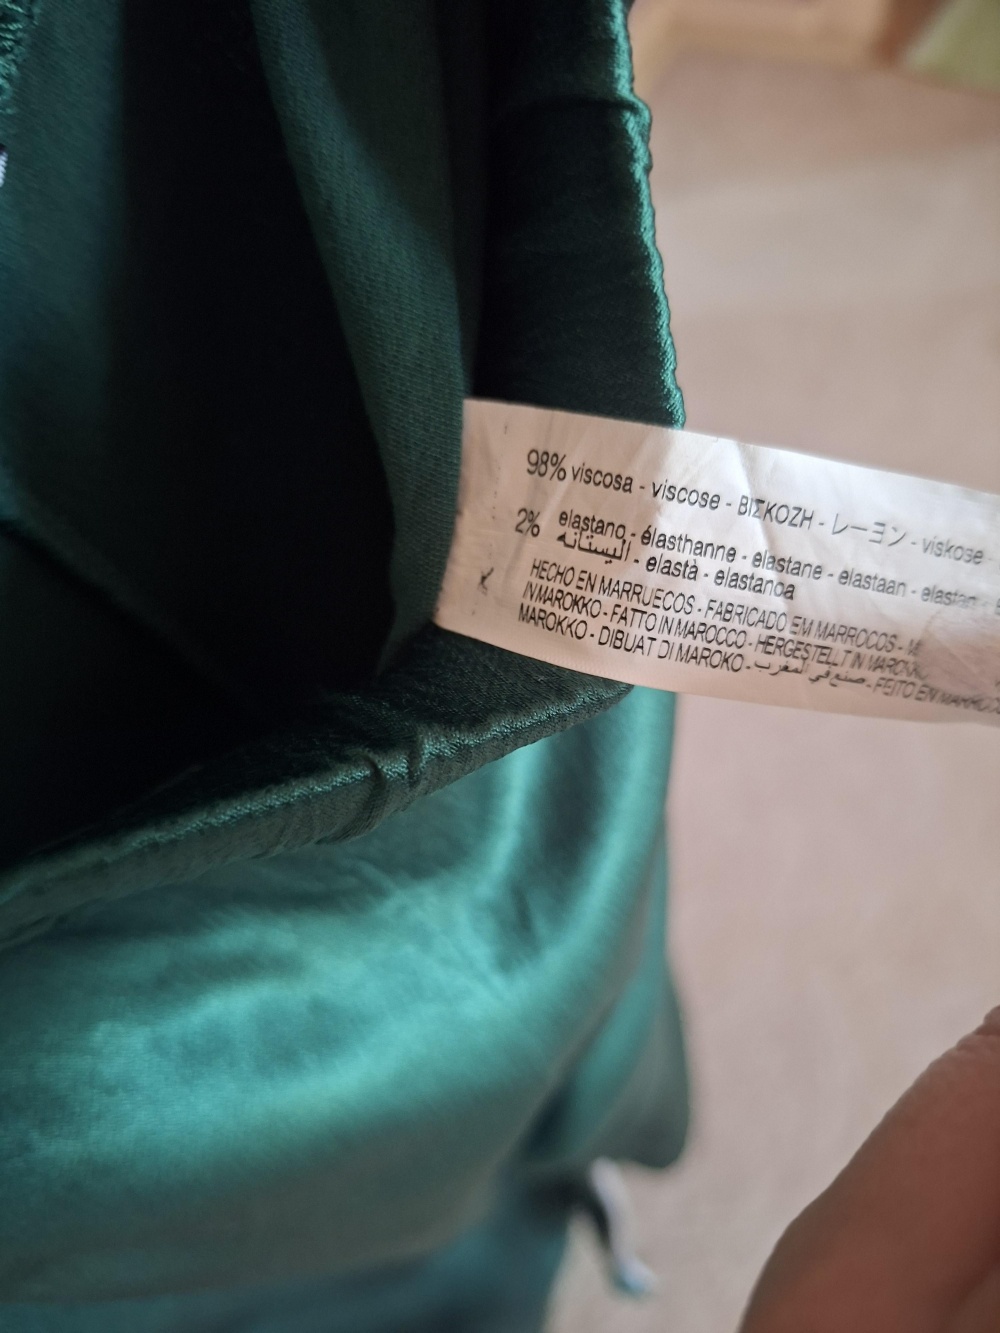 98% viscosa - viscose - ΒΙΣΚΟΖΗ - レーヨン - viskose -
2% elastano - élasthanne - elastane - elastaan - elastan -
اليستانه - elastà - elastanoa
HECHO EN MARRUECOS - FABRICADO EM MARROCOS -
IN MAROKKO - FATTO IN MAROCCO - HERGESTELLT IN MAROKKO
MAROKKO - DIBUAT DI MAROKO - صنع في المغرب - FEITO EN MARROCOS